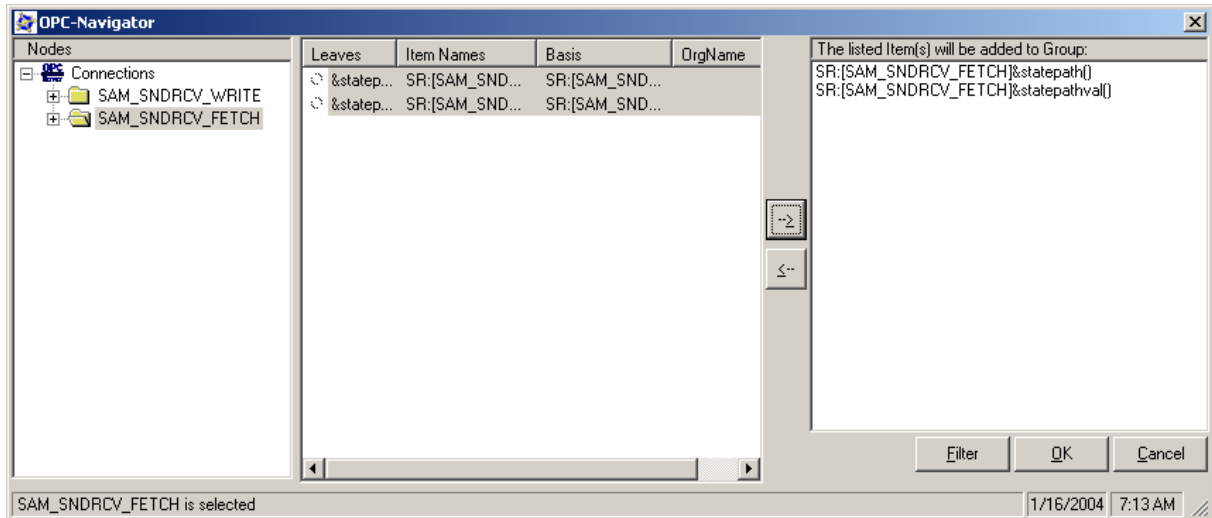 OPC-Navigator
Nodes
Connections
SAM_SNDRCV_WRITE
SAM_SNDRCV_FETCH
Leaves Item Names Basis OrgName
&statep... SR:[SAM_SND... SR:[SAM_SND...
&statep... SR:[SAM_SND... SR:[SAM_SND...
-->
<--
The listed Item(s) will be added to Group:
SR:[SAM_SNDRCV_FETCH]&statepath()
SR:[SAM_SNDRCV_FETCH]&statepathval()
Filter OK Cancel
SAM_SNDRCV_FETCH is selected 1/16/2004 7:13 AM